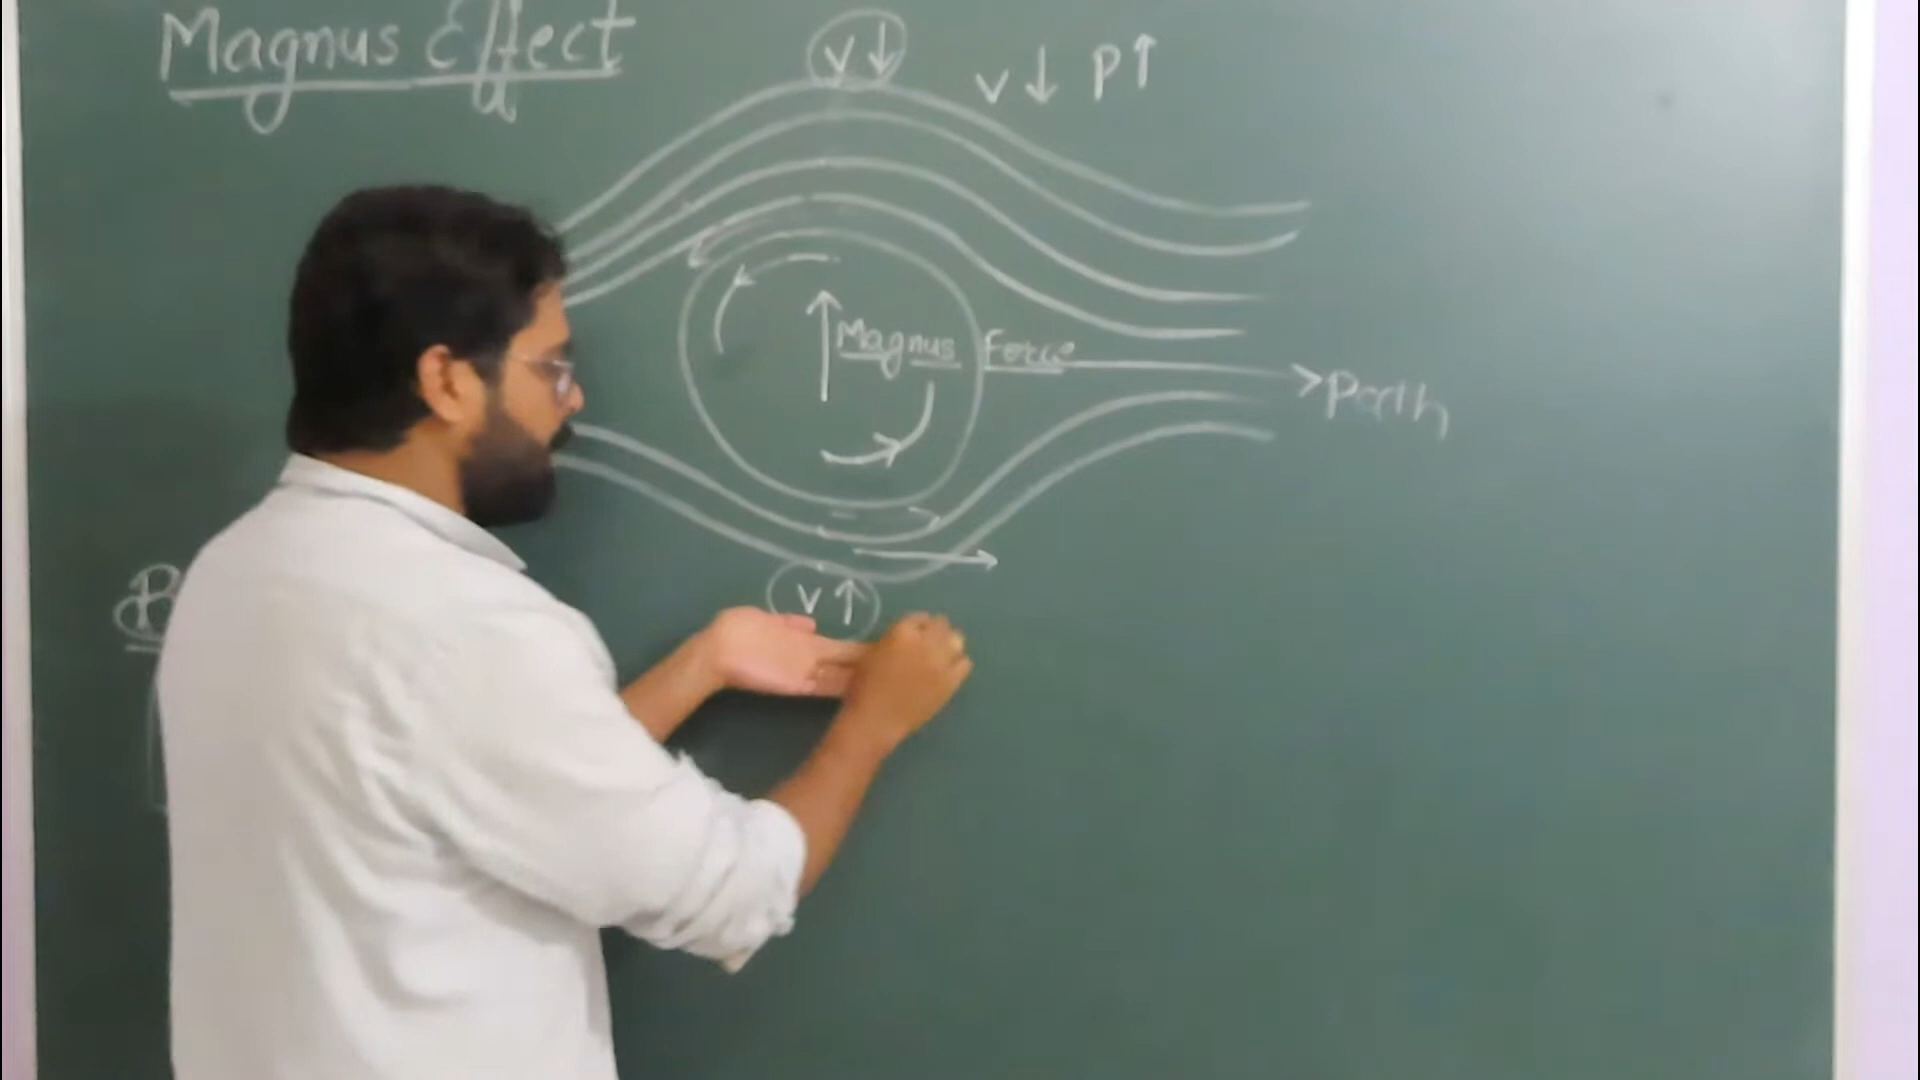 Magnus Effect
v↓
v↓ P↑
Magnus Force
Path
v↑